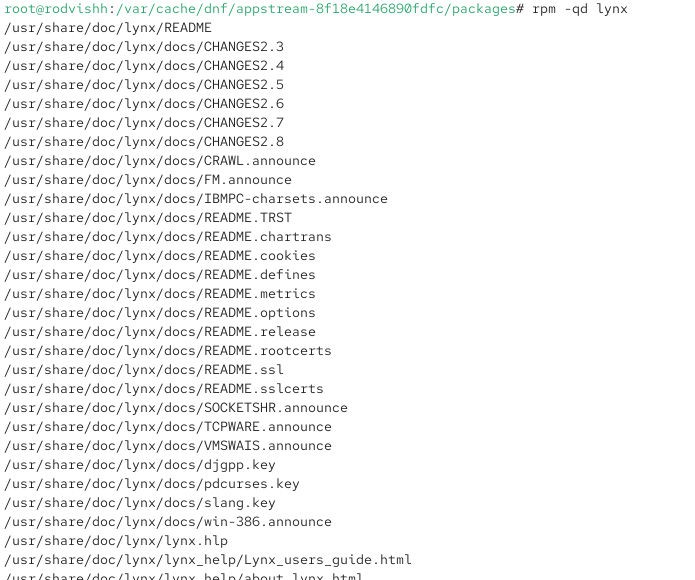 root@rodvishh:/var/cache/dnf/appstream-8f18e4146890fdfc/packages# rpm -qd lynx
/usr/share/doc/lynx/README
/usr/share/doc/lynx/docs/CHANGES2.3
/usr/share/doc/lynx/docs/CHANGES2.4
/usr/share/doc/lynx/docs/CHANGES2.5
/usr/share/doc/lynx/docs/CHANGES2.6
/usr/share/doc/lynx/docs/CHANGES2.7
/usr/share/doc/lynx/docs/CHANGES2.8
/usr/share/doc/lynx/docs/CRAWL.announce
/usr/share/doc/lynx/docs/FM.announce
/usr/share/doc/lynx/docs/IBMPC-charsets.announce
/usr/share/doc/lynx/docs/README.TRST
/usr/share/doc/lynx/docs/README.chartrans
/usr/share/doc/lynx/docs/README.cookies
/usr/share/doc/lynx/docs/README.defines
/usr/share/doc/lynx/docs/README.metrics
/usr/share/doc/lynx/docs/README.options
/usr/share/doc/lynx/docs/README.release
/usr/share/doc/lynx/docs/README.rootcerts
/usr/share/doc/lynx/docs/README.ssl
/usr/share/doc/lynx/docs/README.sslcerts
/usr/share/doc/lynx/docs/SOCKETSHR.announce
/usr/share/doc/lynx/docs/TCPWARE.announce
/usr/share/doc/lynx/docs/VMSWAIS.announce
/usr/share/doc/lynx/docs/djgpp.key
/usr/share/doc/lynx/docs/pdcurses.key
/usr/share/doc/lynx/docs/slang.key
/usr/share/doc/lynx/docs/win-386.announce
/usr/share/doc/lynx/lynx.hlp
/usr/share/doc/lynx/lynx_help/Lynx_users_guide.html
/usr/share/doc/lynx/lynx_help/about_lynx.html